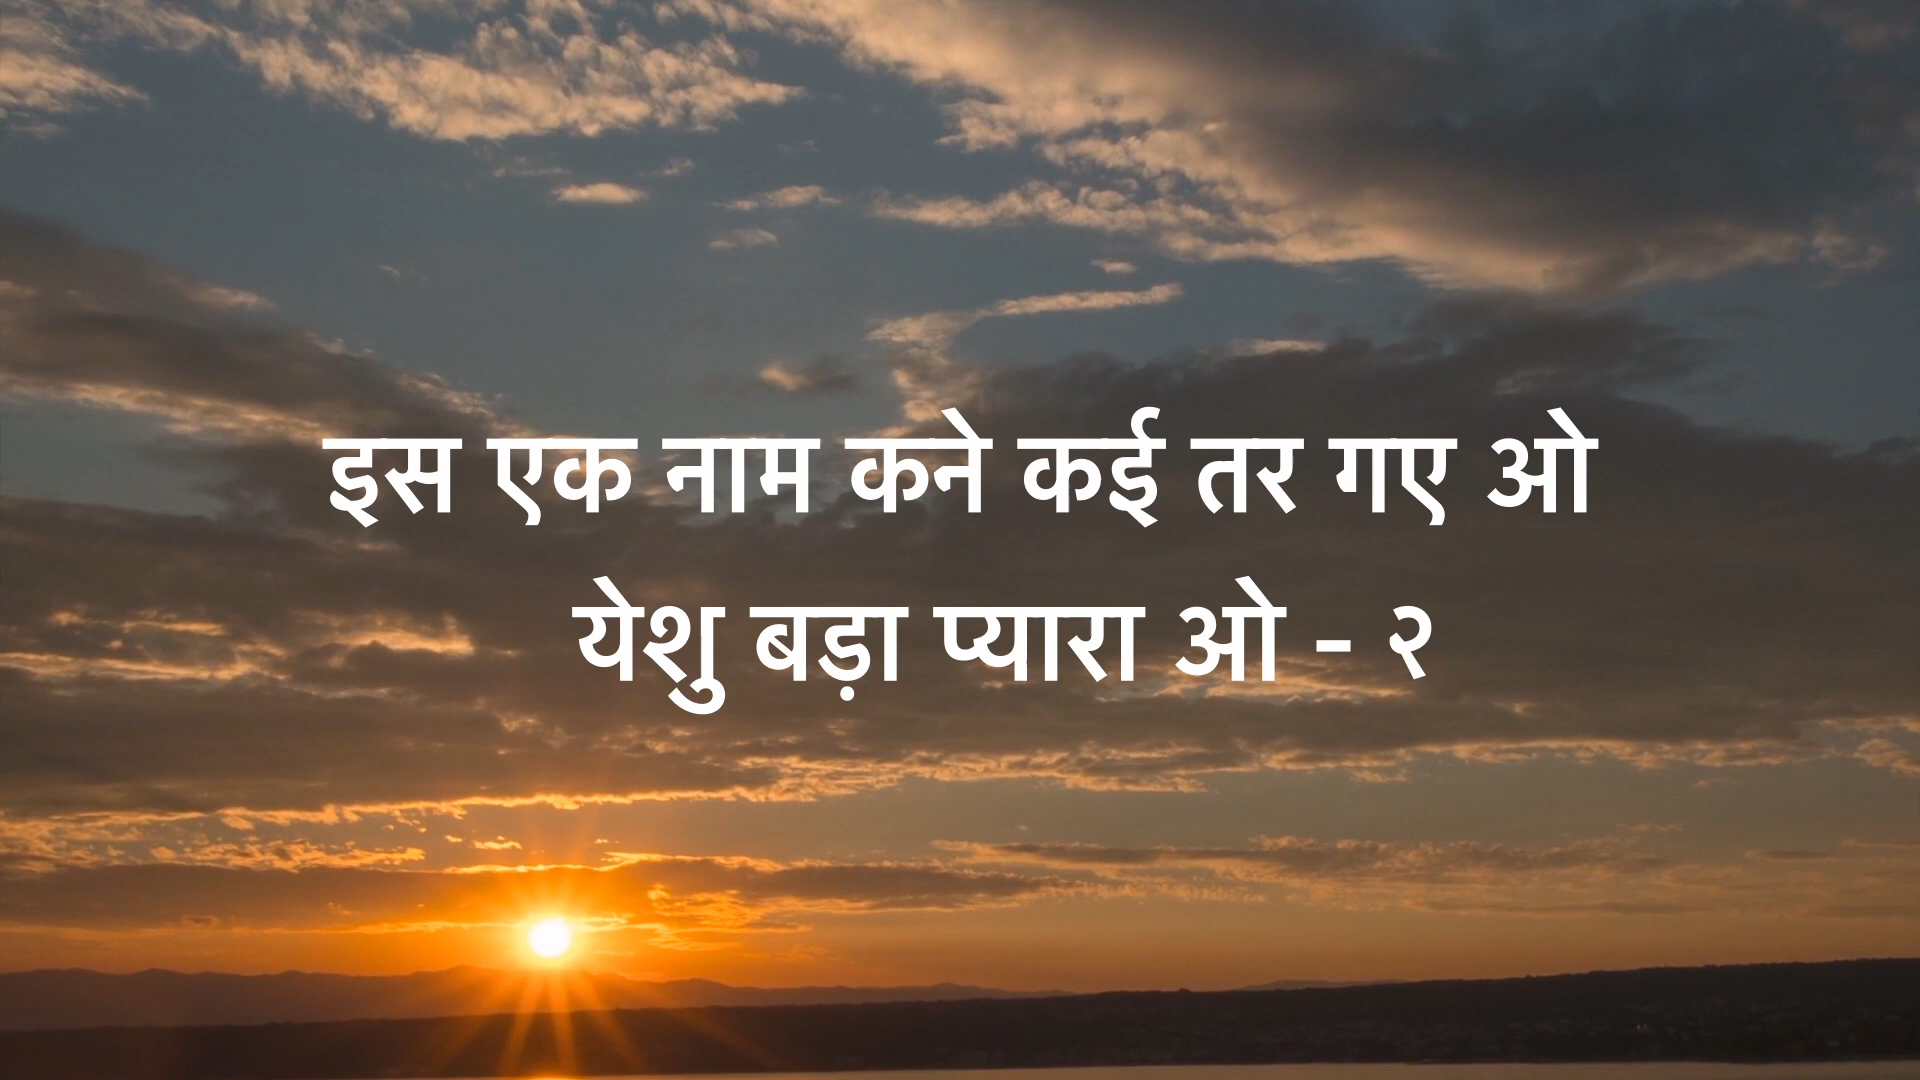 इस एक नाम कने कई तर गए ओ
येशु बड़ा प्यारा ओ - २